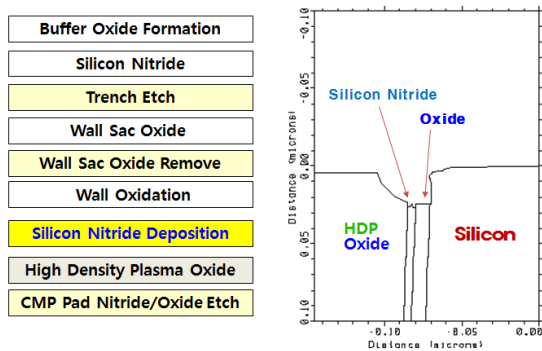 Buffer Oxide Formation
Silicon Nitride
Trench Etch
Wall Sac Oxide
Wall Sac Oxide Remove
Wall Oxidation
Silicon Nitride Deposition
High Density Plasma Oxide
CMP Pad Nitride/Oxide Etch
-0.10
-0.05
0.00
0.05
0.10
Distance (microns)
Silicon Nitride
Oxide
HDP
Oxide
Silicon
-0.10
-0.05
0.00
Distance (microns)